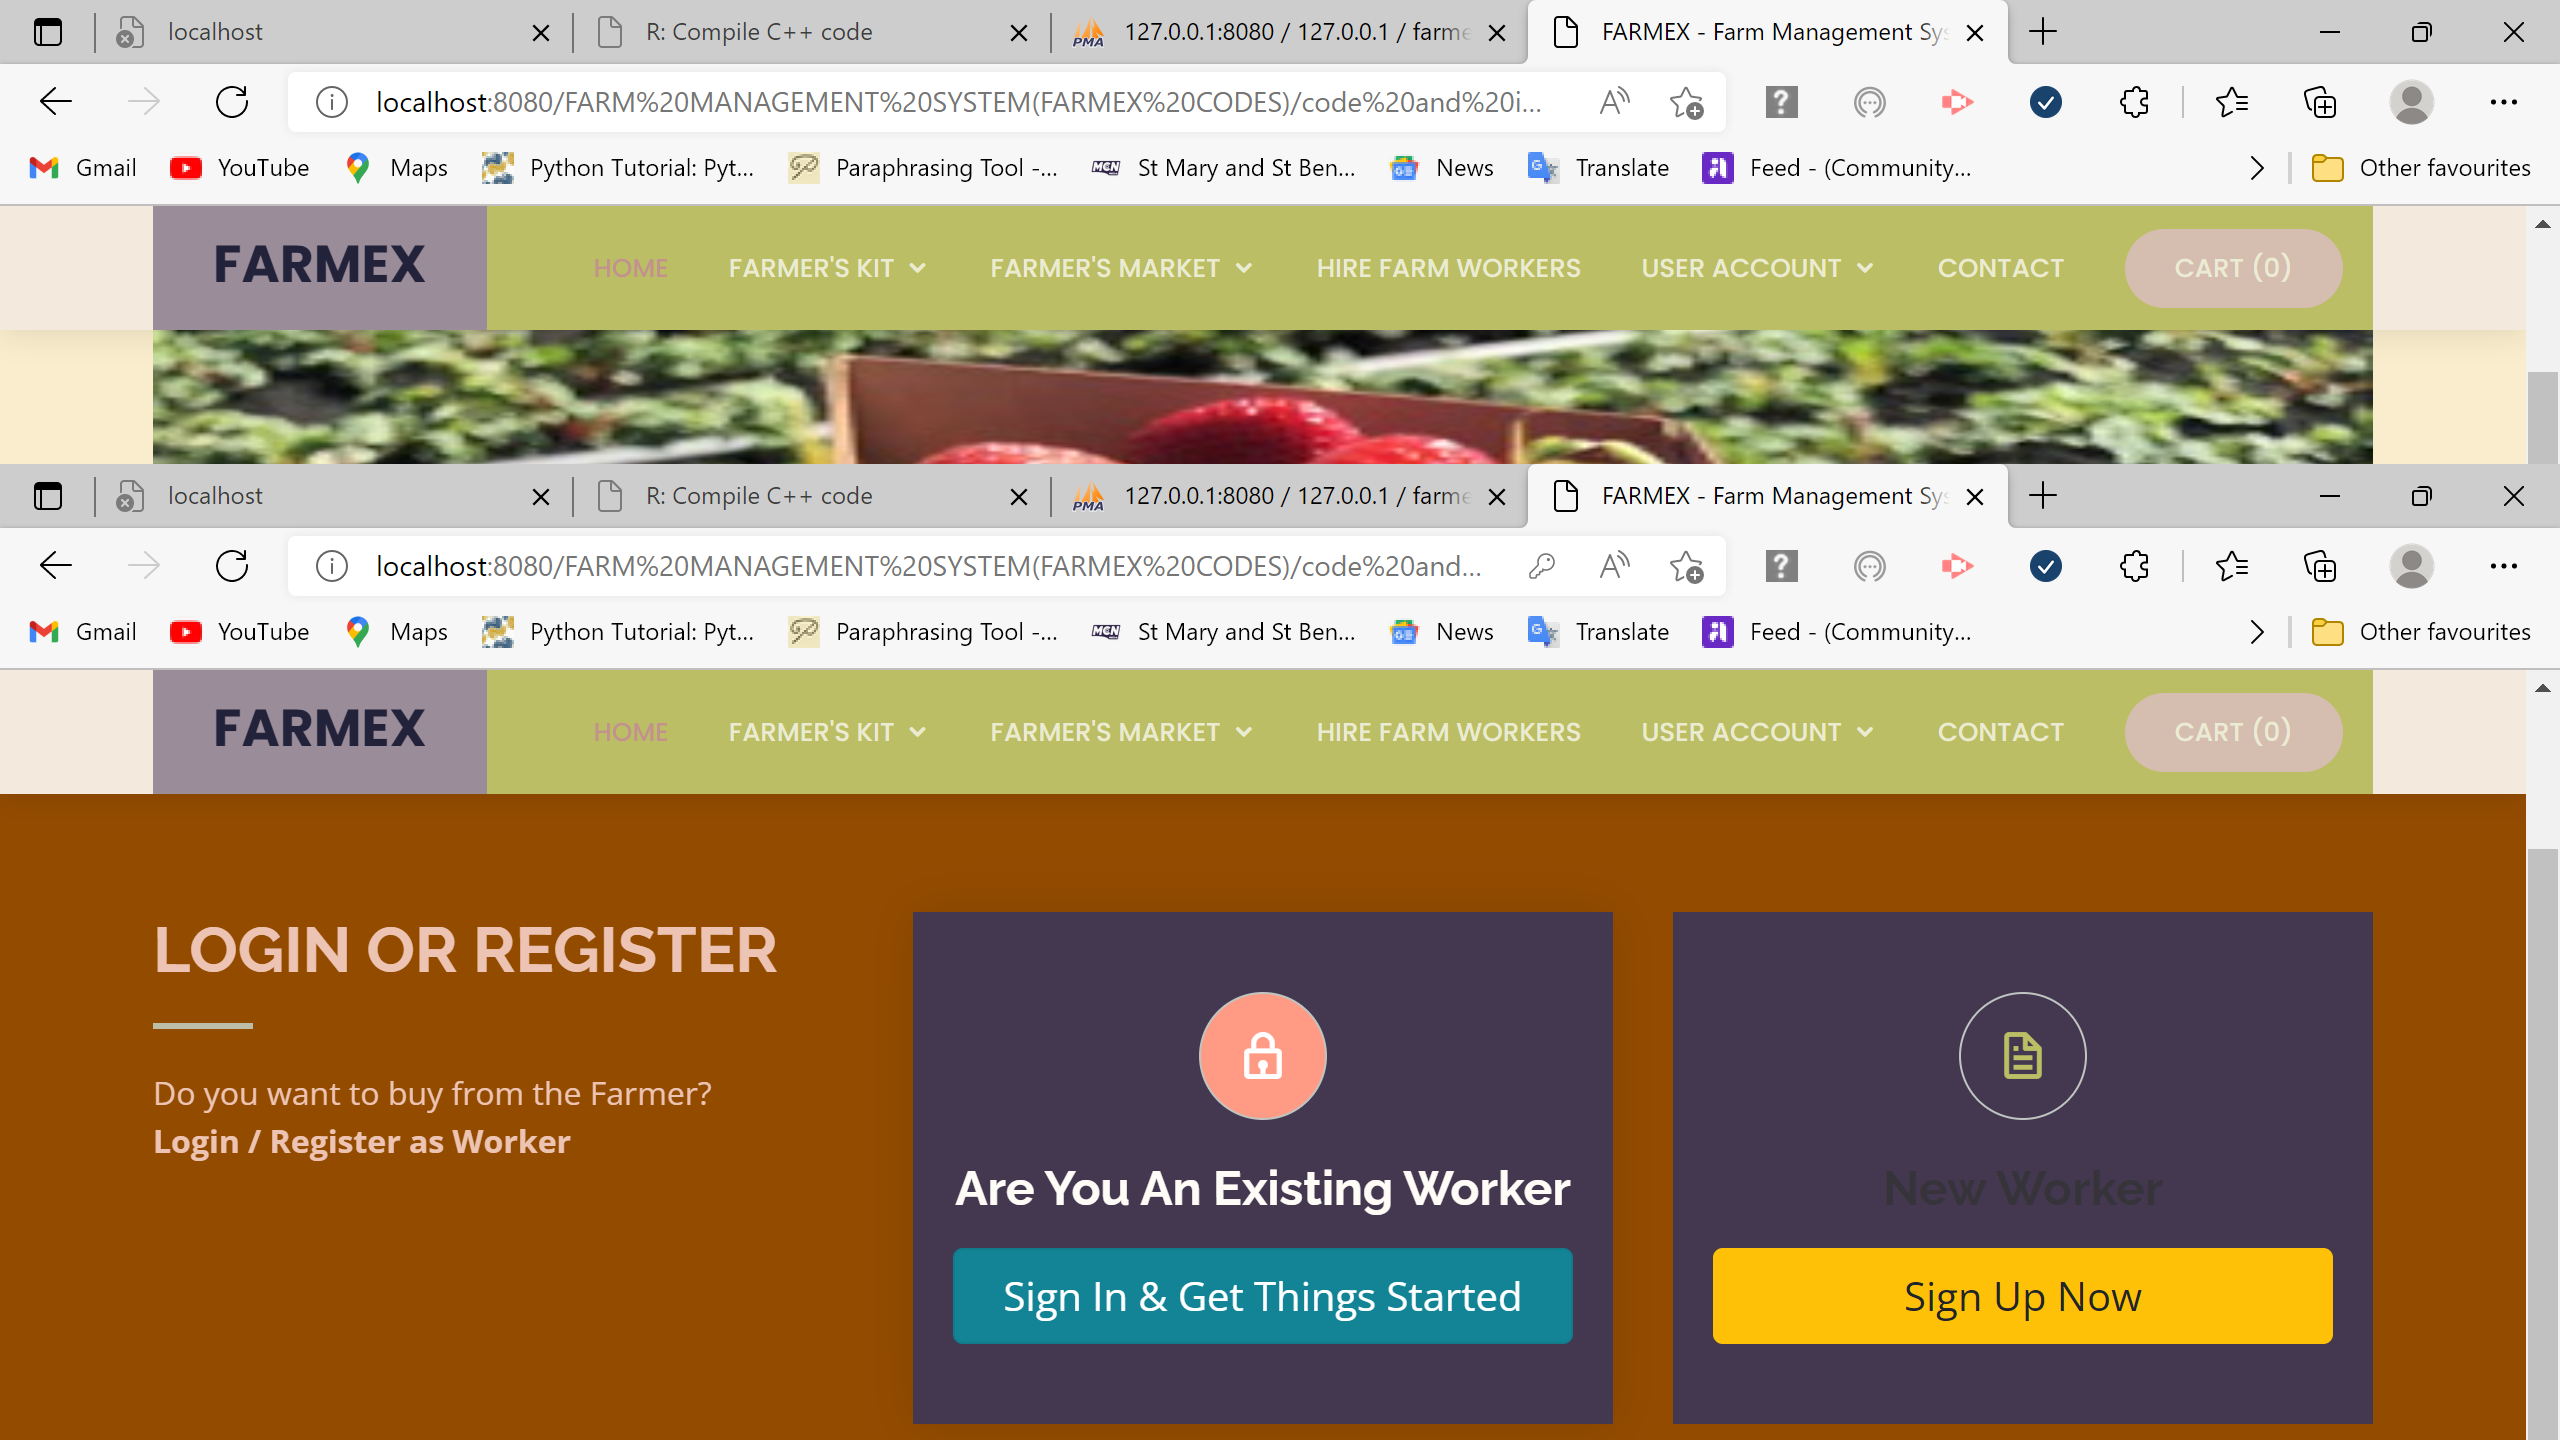 localhost
R: Compile C++ code
127.0.0.1:8080 / 127.0.0.1 / farme
FARMEX - Farm Management Sys
localhost:8080/FARM%20MANAGEMENT%20SYSTEM(FARMEX%20CODES)/code%20and%20i...
Gmail
YouTube
Maps
Python Tutorial: Pyt...
Paraphrasing Tool -...
St Mary and St Ben...
News
Translate
Feed - (Community...
Other favourites
FARMEX
HOME
FARMER'S KIT
FARMER'S MARKET
HIRE FARM WORKERS
USER ACCOUNT
CONTACT
CART (0)
localhost
R: Compile C++ code
127.0.0.1:8080 / 127.0.0.1 / farme
FARMEX - Farm Management Sys
localhost:8080/FARM%20MANAGEMENT%20SYSTEM(FARMEX%20CODES)/code%20and...
Gmail
YouTube
Maps
Python Tutorial: Pyt...
Paraphrasing Tool -...
St Mary and St Ben...
News
Translate
Feed - (Community...
Other favourites
FARMEX
HOME
FARMER'S KIT
FARMER'S MARKET
HIRE FARM WORKERS
USER ACCOUNT
CONTACT
CART (0)
LOGIN OR REGISTER
Do you want to buy from the Farmer?
Login / Register as Worker
Are You An Existing Worker
Sign In & Get Things Started
New Worker
Sign Up Now